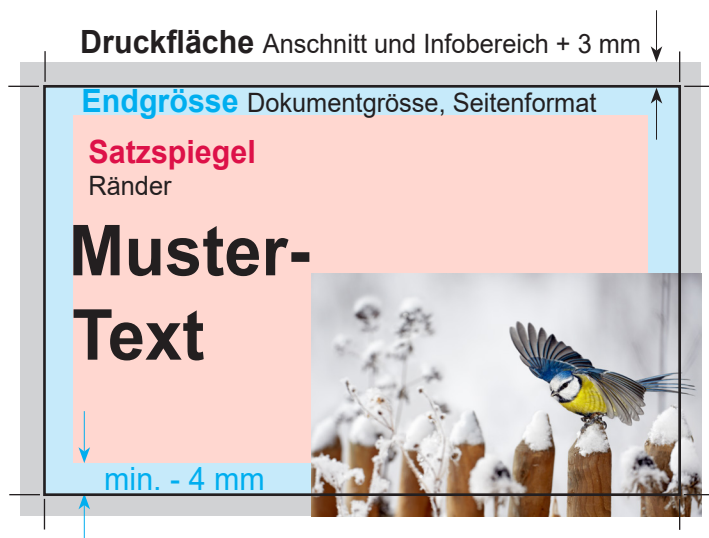 Druckfläche Anschnitt und Infobereich + 3 mm
Endgrösse Dokumentgrösse, Seitenformat
Satzspiegel
Ränder
Muster-
Text
min. - 4 mm